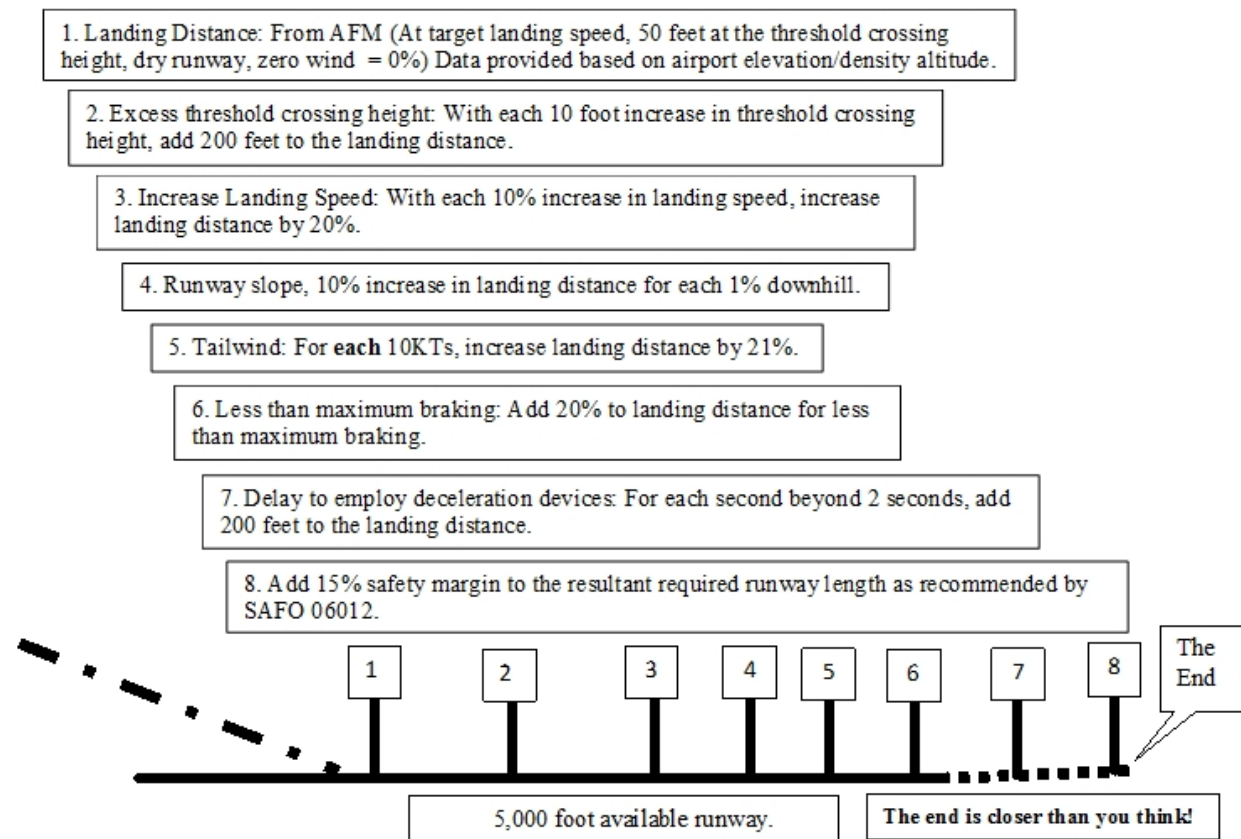 1. Landing Distance: From AFM (At target landing speed, 50 feet at the threshold crossing
height, dry runway, zero wind = 0%) Data provided based on airport elevation/density altitude.
2. Excess threshold crossing height: With each 10 foot increase in threshold crossing
height, add 200 feet to the landing distance.
3. Increase Landing Speed: With each 10% increase in landing speed, increase
landing distance by 20%.
4. Runway slope, 10% increase in landing distance for each 1% downhill.
5. Tailwind: For each 10KTs, increase landing distance by 21%.
6. Less than maximum braking: Add 20% to landing distance for less
than maximum braking.
7. Delay to employ deceleration devices: For each second beyond 2 seconds, add
200 feet to the landing distance.
8. Add 15% safety margin to the resultant required runway length as recommended by
SAFO 06012.
1 2 3 4 5 6 7 8
The
End
5,000 foot available runway.
The end is closer than you think!